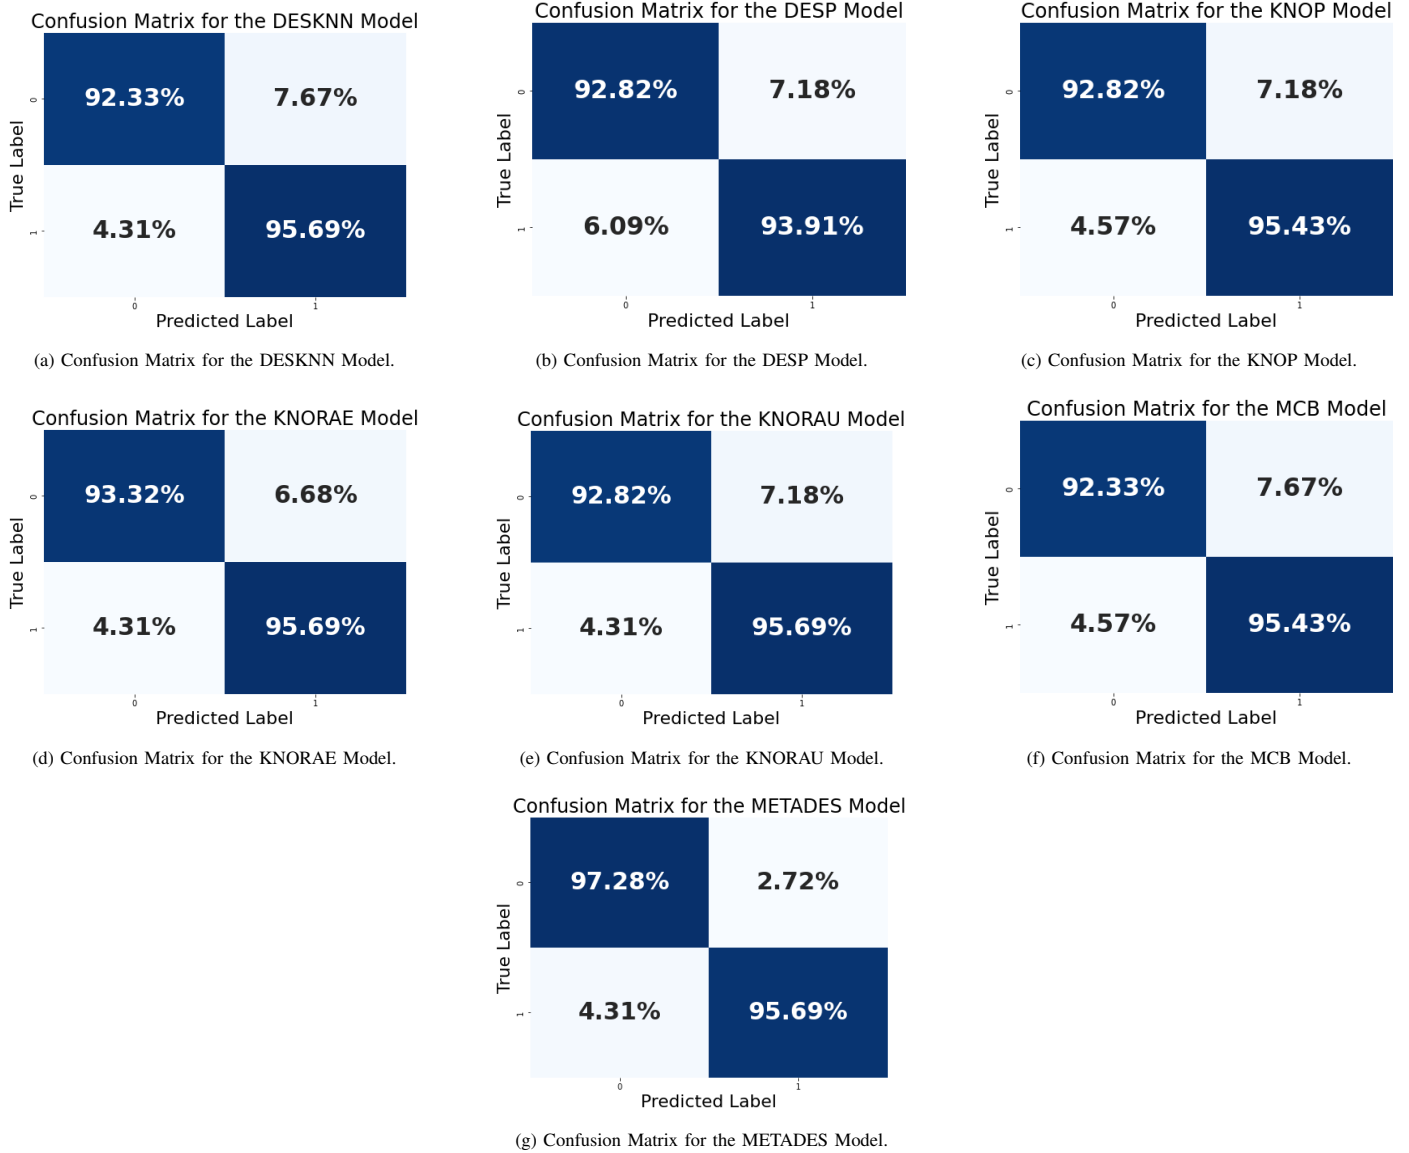 Confusion Matrix for the DESKNN Model
True Label
0
1
92.33%
7.67%
4.31%
95.69%
0
1
Predicted Label
(a) Confusion Matrix for the DESKNN Model.
Confusion Matrix for the DESP Model
True Label
0
1
92.82%
7.18%
6.09%
93.91%
0
1
Predicted Label
(b) Confusion Matrix for the DESP Model.
Confusion Matrix for the KNOP Model
True Label
0
1
92.82%
7.18%
4.57%
95.43%
0
1
Predicted Label
(c) Confusion Matrix for the KNOP Model.
Confusion Matrix for the KNORAE Model
True Label
0
1
93.32%
6.68%
4.31%
95.69%
0
1
Predicted Label
(d) Confusion Matrix for the KNORAE Model.
Confusion Matrix for the KNORAU Model
True Label
0
1
92.82%
7.18%
4.31%
95.69%
0
1
Predicted Label
(e) Confusion Matrix for the KNORAU Model.
Confusion Matrix for the MCB Model
True Label
0
1
92.33%
7.67%
4.57%
95.43%
0
1
Predicted Label
(f) Confusion Matrix for the MCB Model.
Confusion Matrix for the METADES Model
True Label
0
1
97.28%
2.72%
4.31%
95.69%
0
1
Predicted Label
(g) Confusion Matrix for the METADES Model.